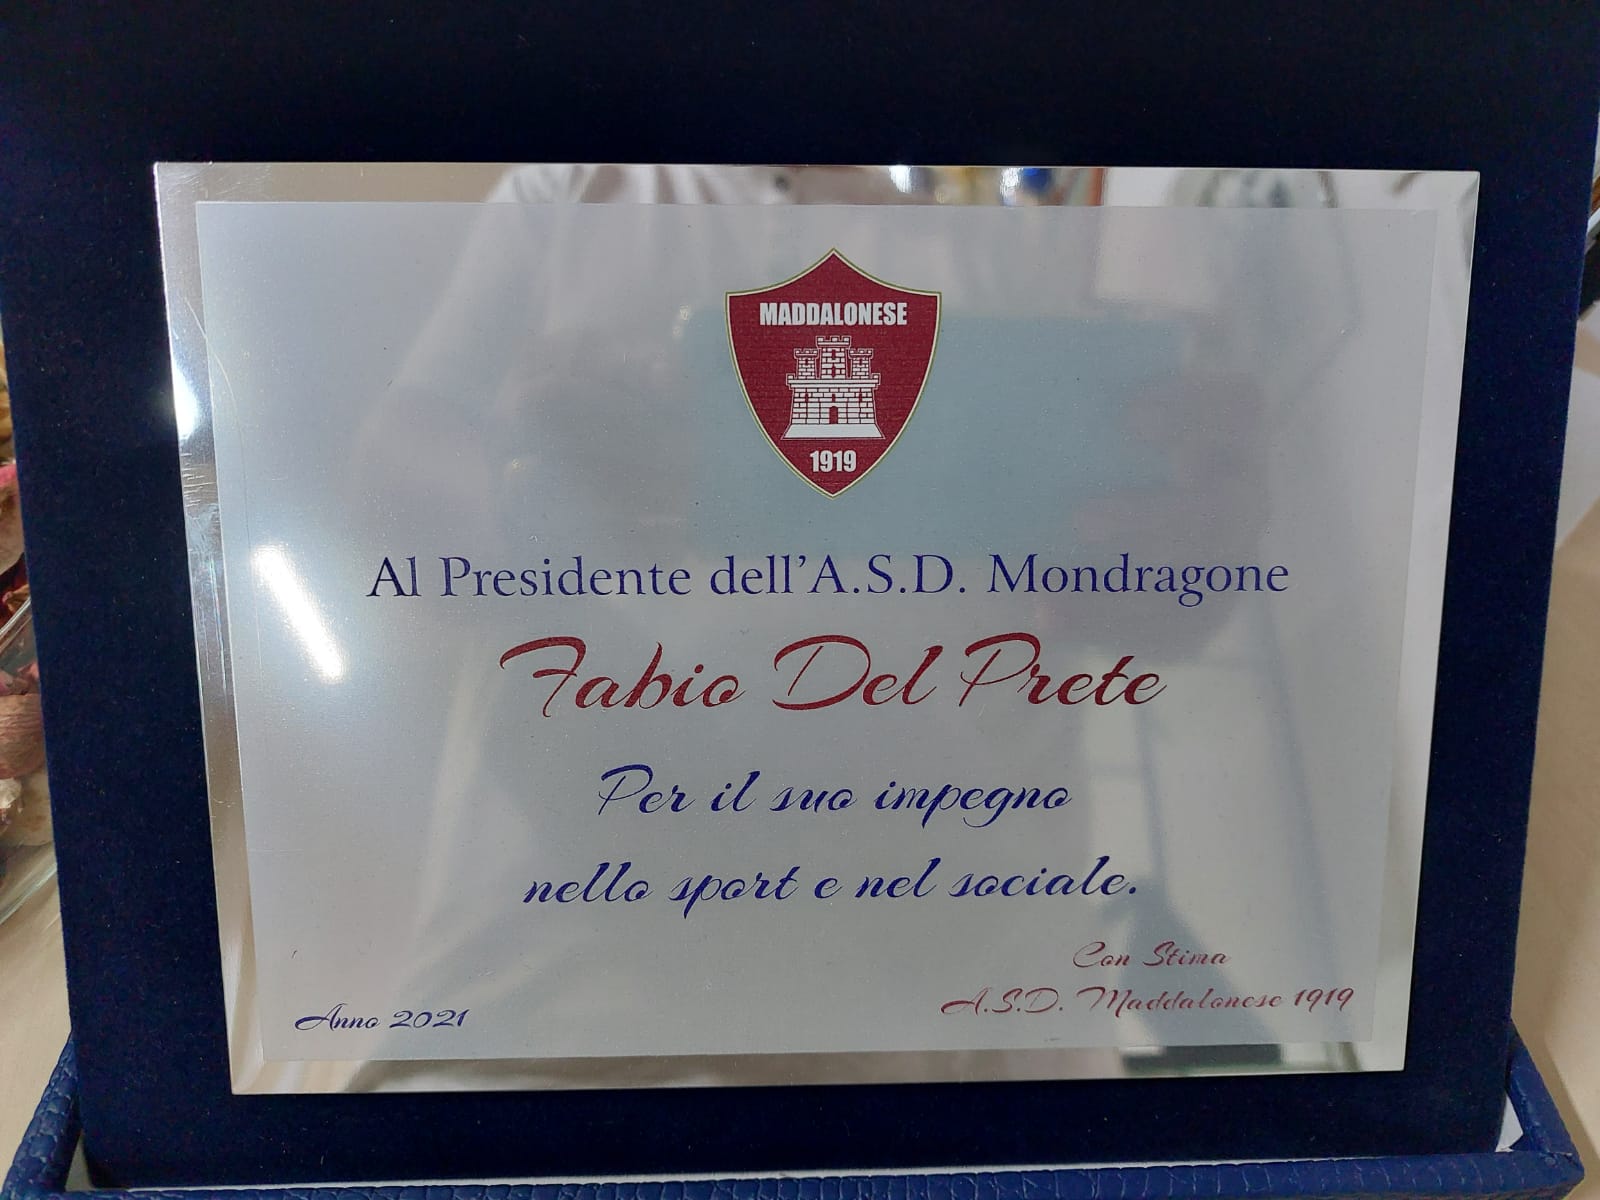 MADDALONESE
1919
Al Presidente dell'A.S.D. Mondragone
Fabio Del Prete
Per il suo impegno
nello sport e nel sociale.
Con Stima
A.S.D. Maddalonese 1919
Anno 2021